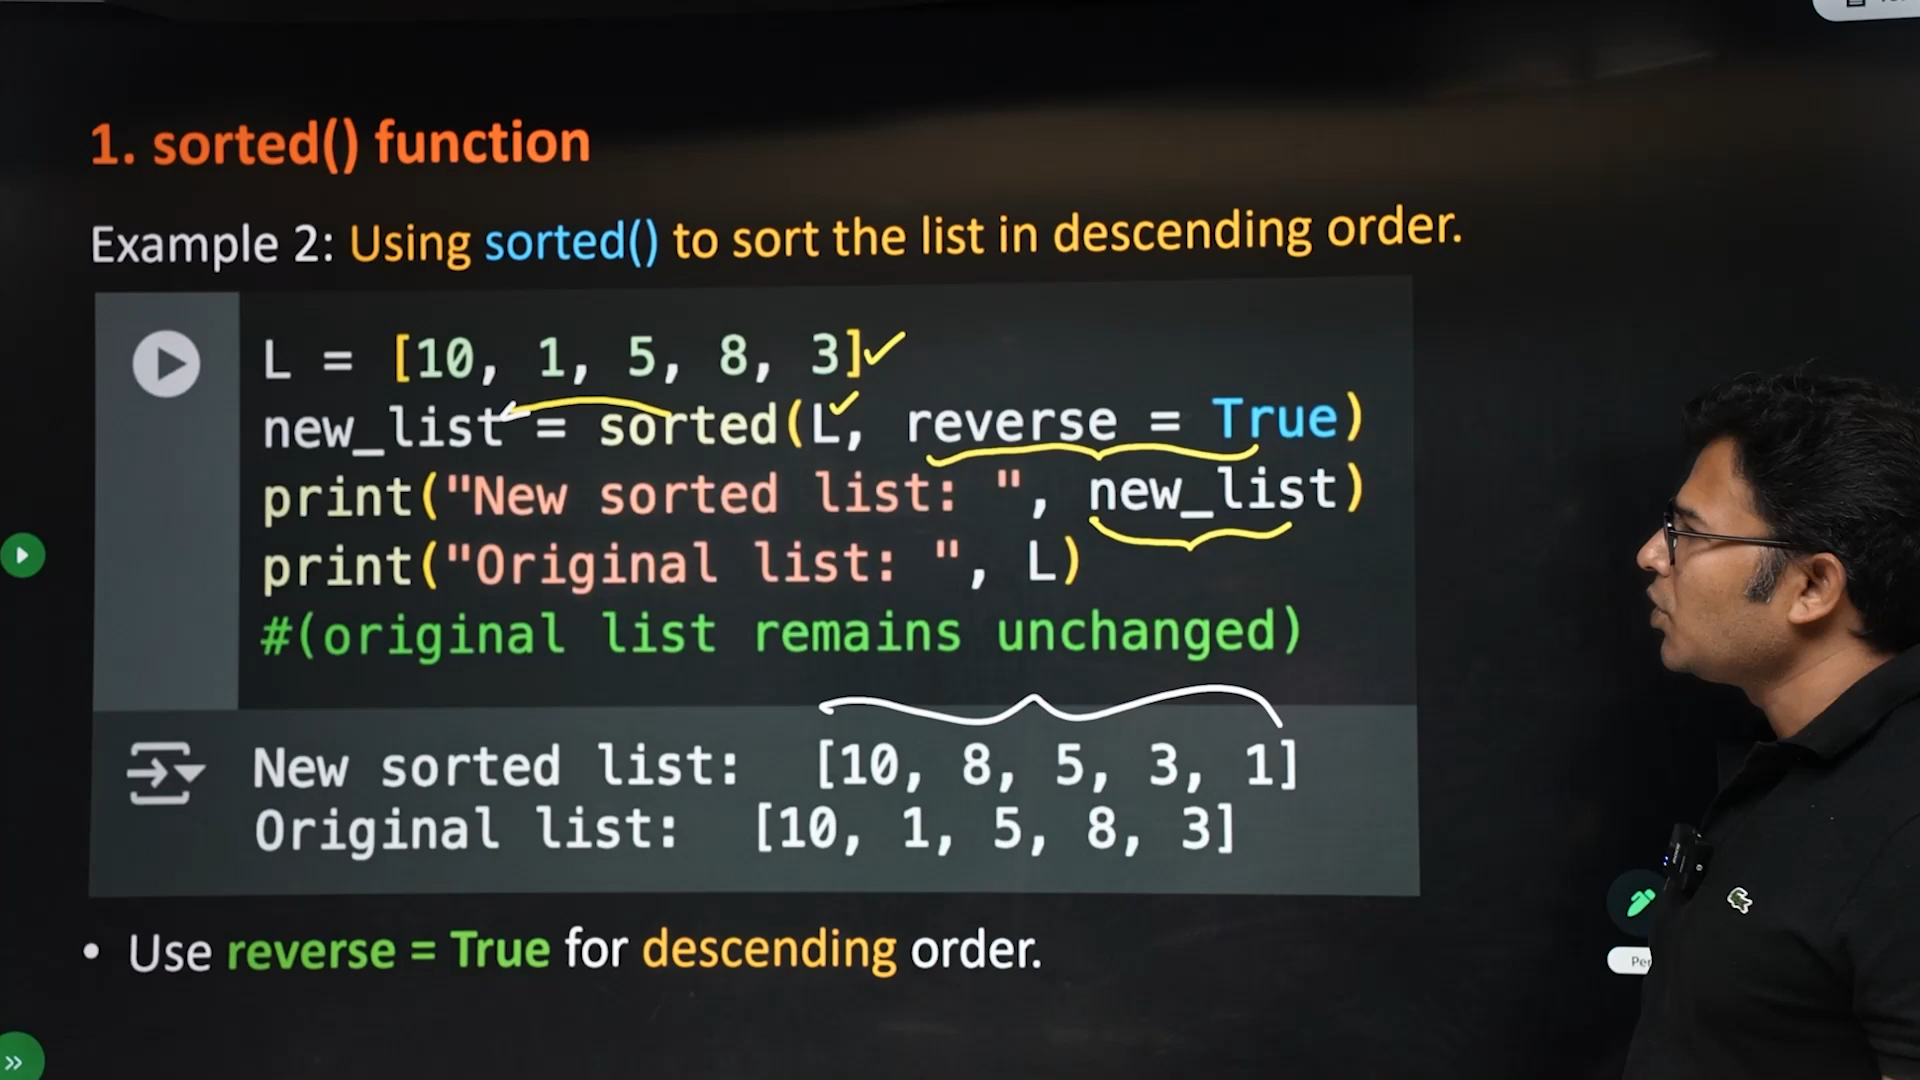 1. sorted() function
Example 2: Using sorted() to sort the list in descending order.
L = [10, 1, 5, 8, 3]
new_list = sorted(L, reverse = True)
print("New sorted list: ", new_list)
print("Original list: ", L)
#(original list remains unchanged)
New sorted list:  [10, 8, 5, 3, 1]
Original list:  [10, 1, 5, 8, 3]
• Use reverse = True for descending order.